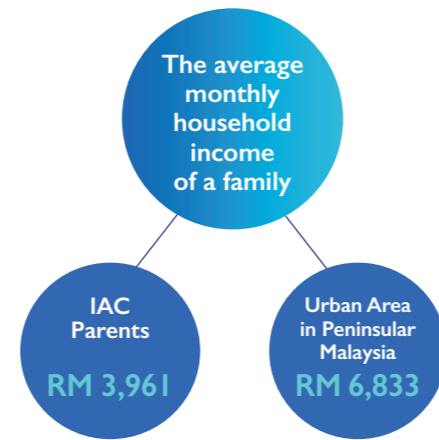 The average
monthly
household
income
of a family
IAC
Parents
RM 3,961
Urban Area
in Peninsular
Malaysia
RM 6,833